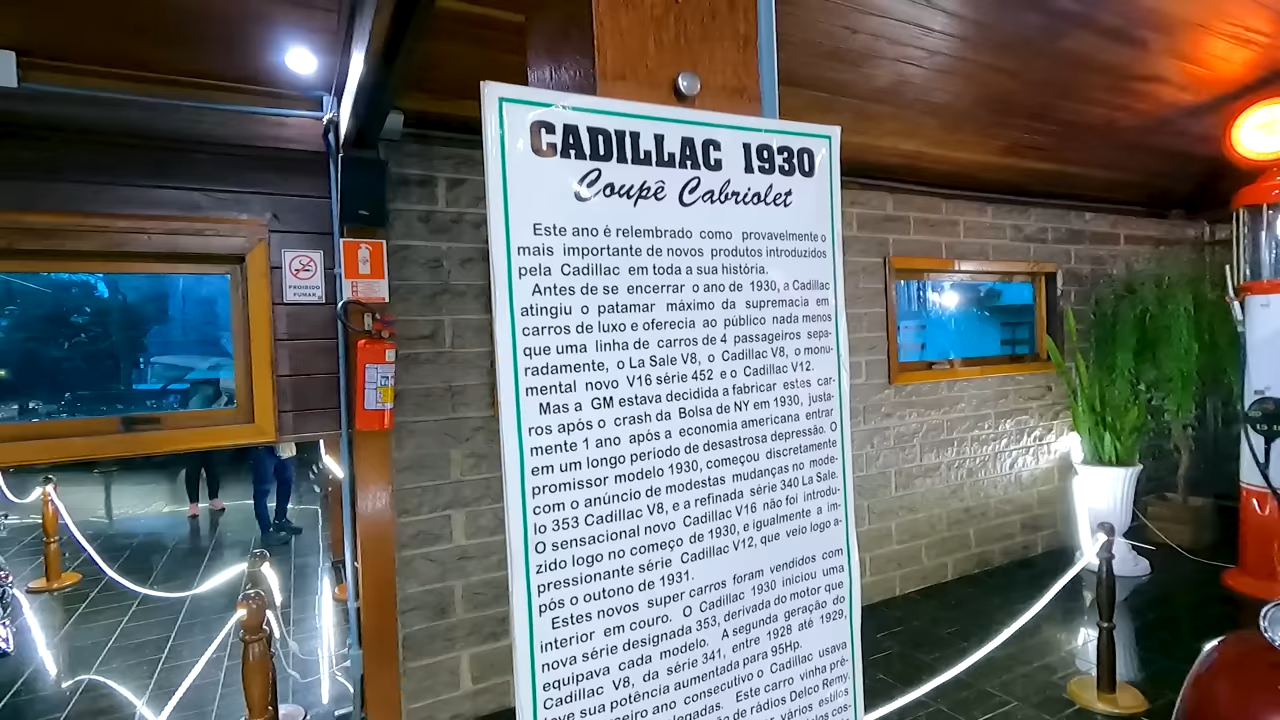 CADILLAC 1930
Coupê Cabriolet
Este ano é relembrado como provavelmente o
mais importante de novos produtos introduzidos
pela Cadillac em toda a sua história.
Antes de se encerrar o ano de 1930, a Cadillac
atingiu o patamar máximo da supremacia em
carros de luxo e oferecia ao público nada menos
que uma linha de carros de 4 passageiros sepa-
radamente, o La Sale V8, o Cadillac V8, o monu-
mental novo V16 série 452 e o Cadillac V12.
Mas a GM estava decidida a fabricar estes car-
ros após o crash da Bolsa de NY em 1930, justa-
mente 1 ano após a economia americana entrar
em um longo período de desastrosa depressão. O
promissor modelo 1930, começou discretamente
com o anúncio de modestas mudanças no mode-
lo 353 Cadillac V8, e a refinada série 340 La Sale.
O sensacional novo Cadillac V16 não foi introdu-
zido logo no começo de 1930, e igualmente a im-
pressionante série Cadillac V12, que veio logo a-
pós o outono de 1931.
Estes novos super carros foram vendidos com
interior em couro. O Cadillac 1930 iniciou uma
nova série designada 353, derivada do motor que
equipava cada modelo. A segunda geração do
Cadillac V8, da série 341, entre 1928 até 1929,
teve sua potência aumentada para 95Hp.
ano consecutivo o Cadillac usava
Este carro vinha pré-
de rádios Delco Remy.
vários estilos
PROIBIDO
FUMAR